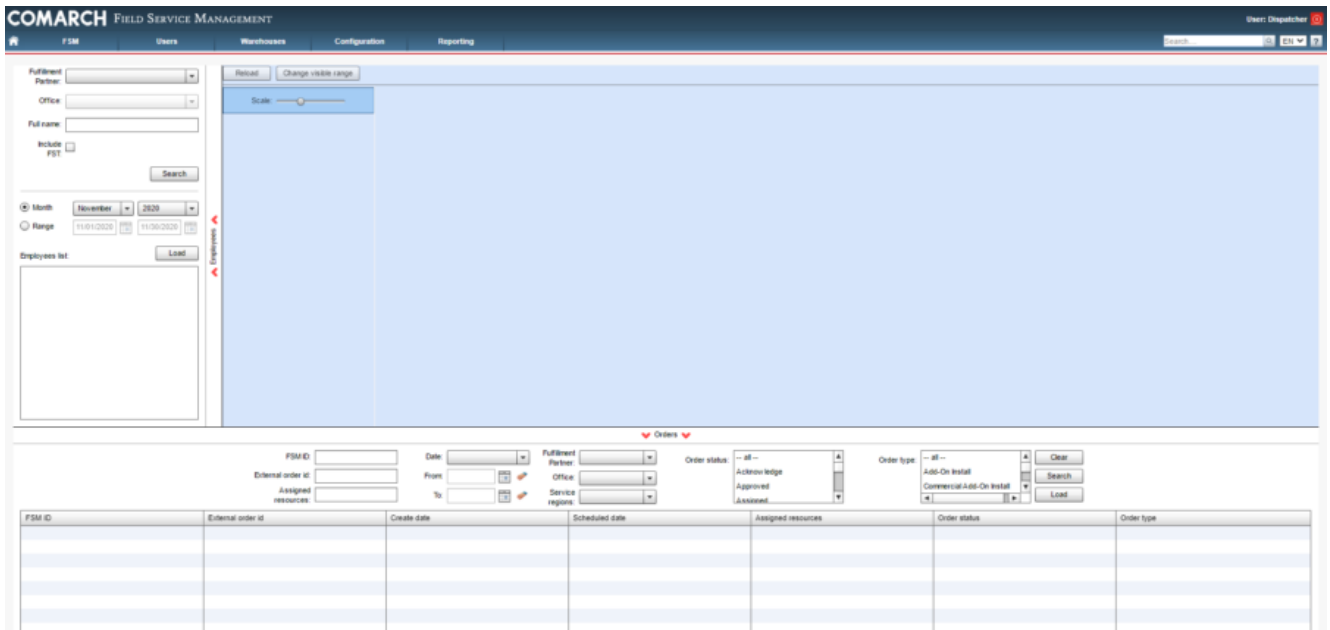 COMARCH FIELD SERVICE MANAGEMENT
User: Dispatcher
FSM Users Warehouses Configuration Reporting
Search... EN ?
Fulfillment Partner:
Office:
Full name:
Include FST:
Search
Month November 2020
Range 11/01/2020 11/30/2020
Employees list:
Load
Employees
Reload Change visible range
Scale:
Orders
FSM ID:
External order id:
Assigned resources:
Date:
From:
To:
Fulfillment Partner:
Office:
Service regions:
Order status:
-- all --
Acknowledge
Approved
Assigned
Order type:
-- all --
Add-On Install
Commercial Add-On Install
Clear
Search
Load
FSM ID External order id Create date Scheduled date Assigned resources Order status Order type